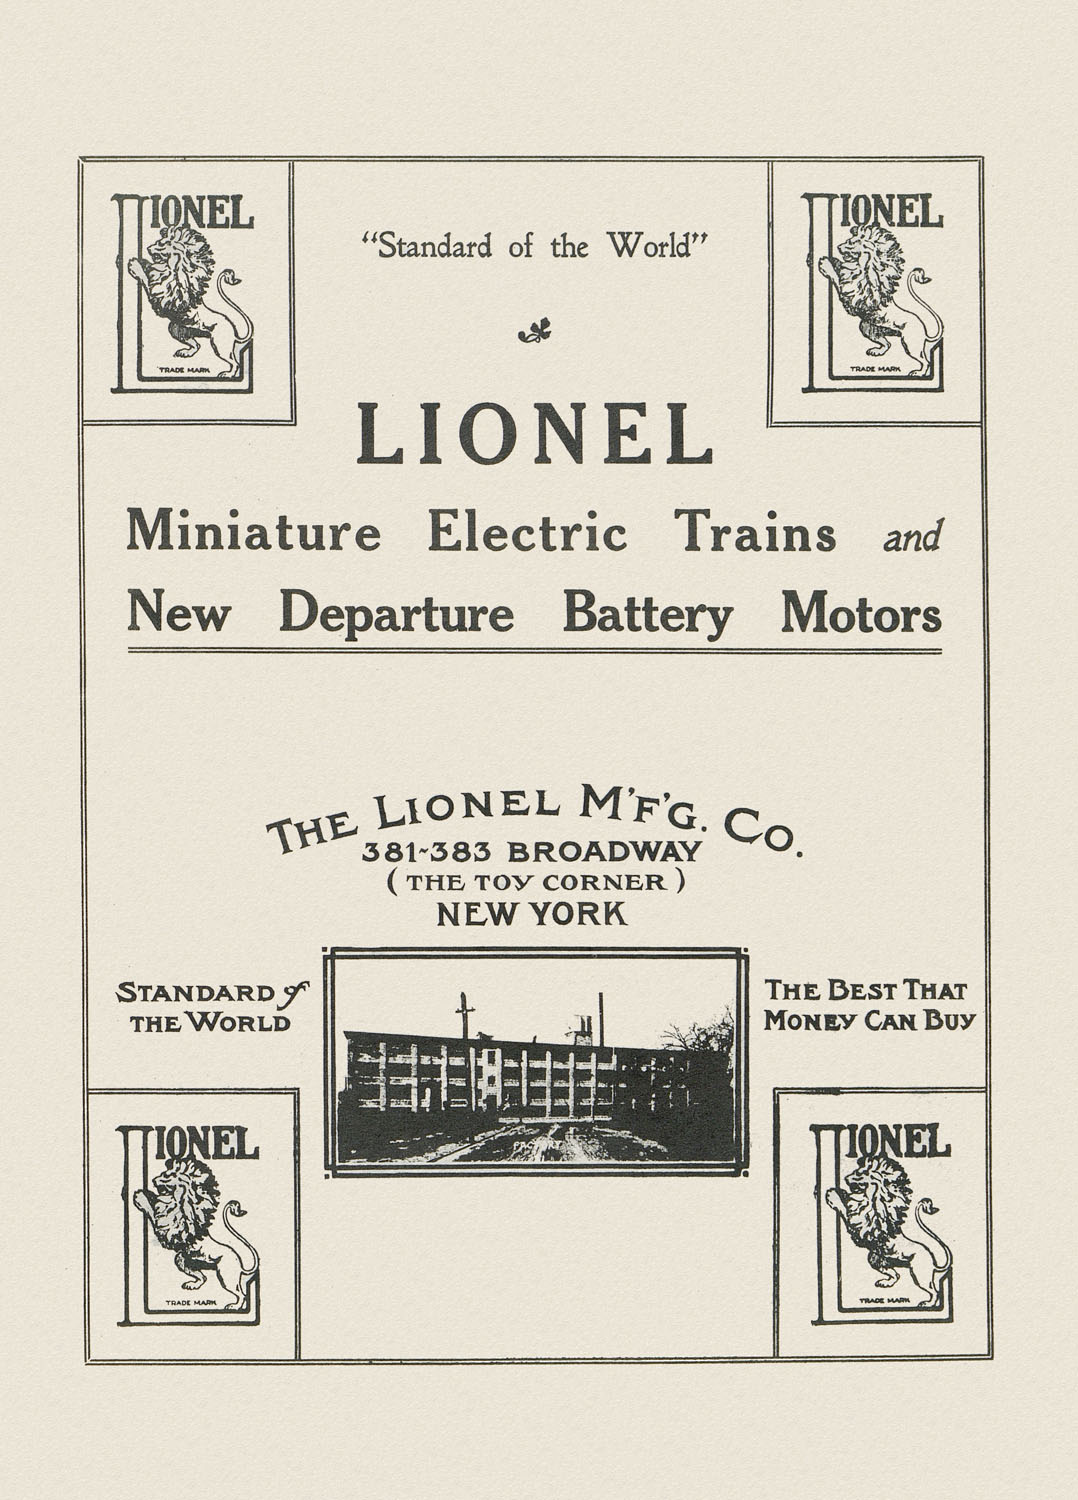 LIONEL
TRADE MARK
LIONEL
TRADE MARK
“Standard of the World”
LIONEL
Miniature Electric Trains and
New Departure Battery Motors
THE LIONEL M'F'G. CO.
381~383 BROADWAY
( THE TOY CORNER )
NEW YORK
STANDARD of
THE WORLD
THE BEST THAT
MONEY CAN BUY
FACTORY
LIONEL
TRADE MARK
LIONEL
TRADE MARK